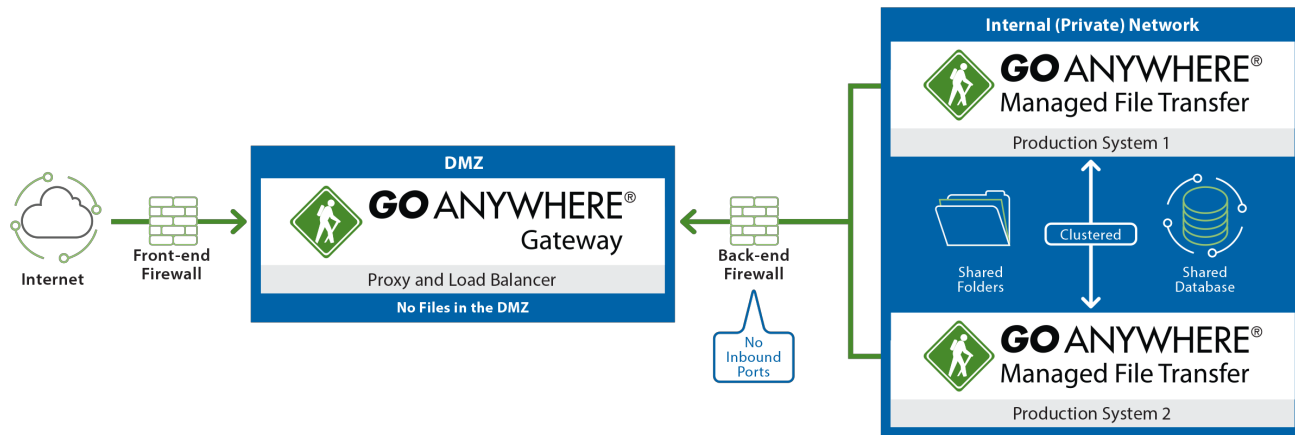 Internet
Front-end
Firewall
DMZ
GO ANYWHERE®
Gateway
Proxy and Load Balancer
No Files in the DMZ
Back-end
Firewall
No
Inbound
Ports
Internal (Private) Network
GO ANYWHERE®
Managed File Transfer
Production System 1
Shared
Folders
Clustered
Shared
Database
GO ANYWHERE®
Managed File Transfer
Production System 2